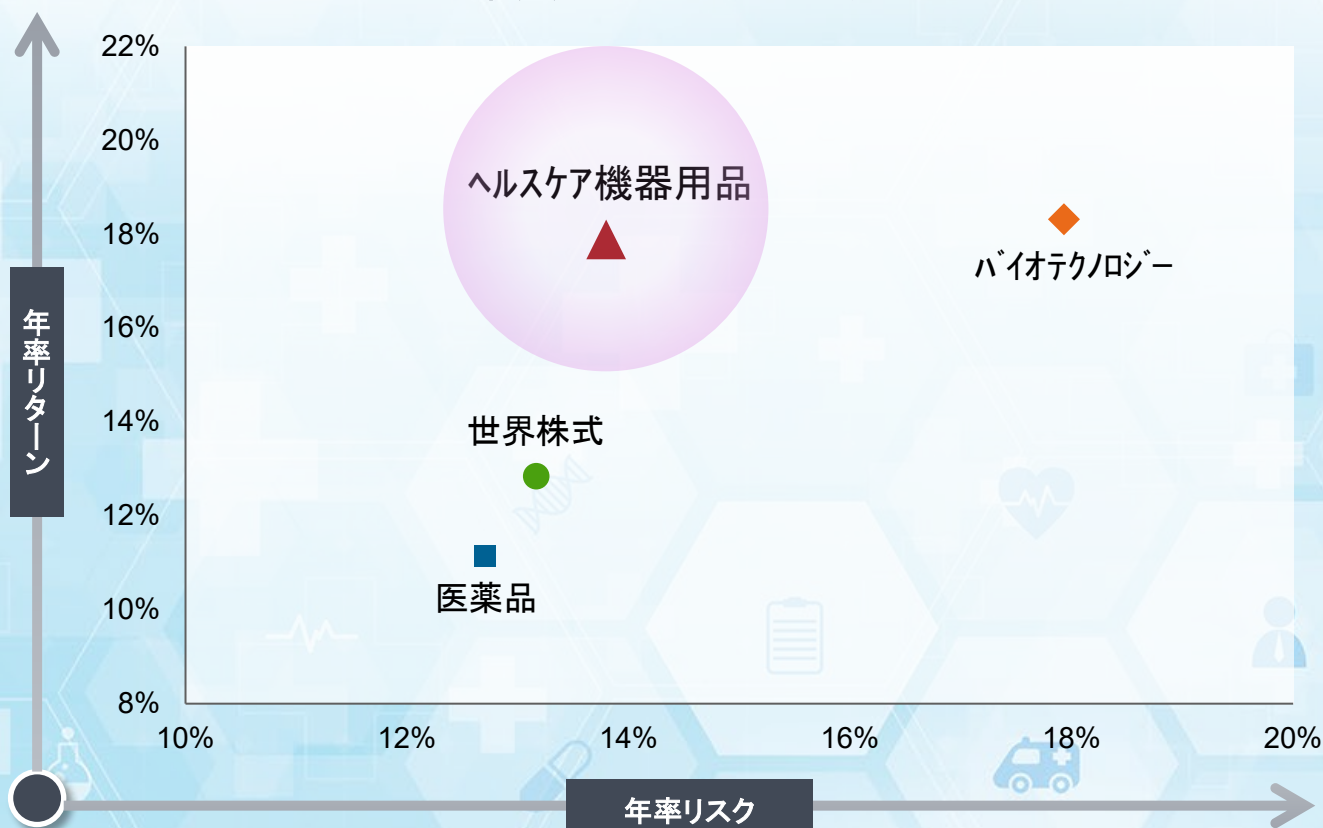 22%
20%
18%
16%
14%
12%
10%
8%
年率リターン
ヘルスケア機器用品
バイオテクノロジー
世界株式
医薬品
10%
12%
14%
16%
18%
20%
年率リスク